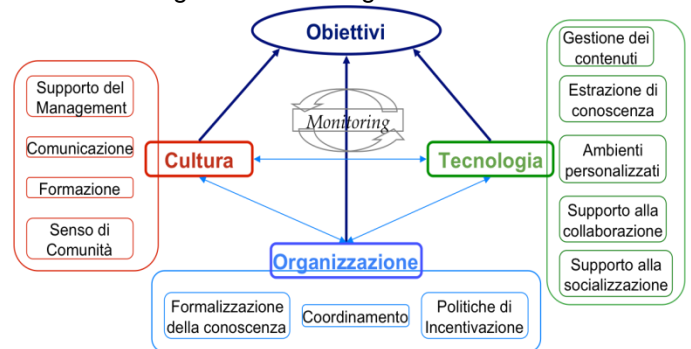 Obiettivi
Supporto del
Management
Comunicazione
Formazione
Senso di
Comunità
Cultura
Monitoring
Tecnologia
Gestione dei
contenuti
Estrazione di
conoscenza
Ambienti
personalizzati
Supporto alla
collaborazione
Supporto alla
socializzazione
Organizzazione
Formalizzazione
della conoscenza
Coordinamento
Politiche di
Incentivazione